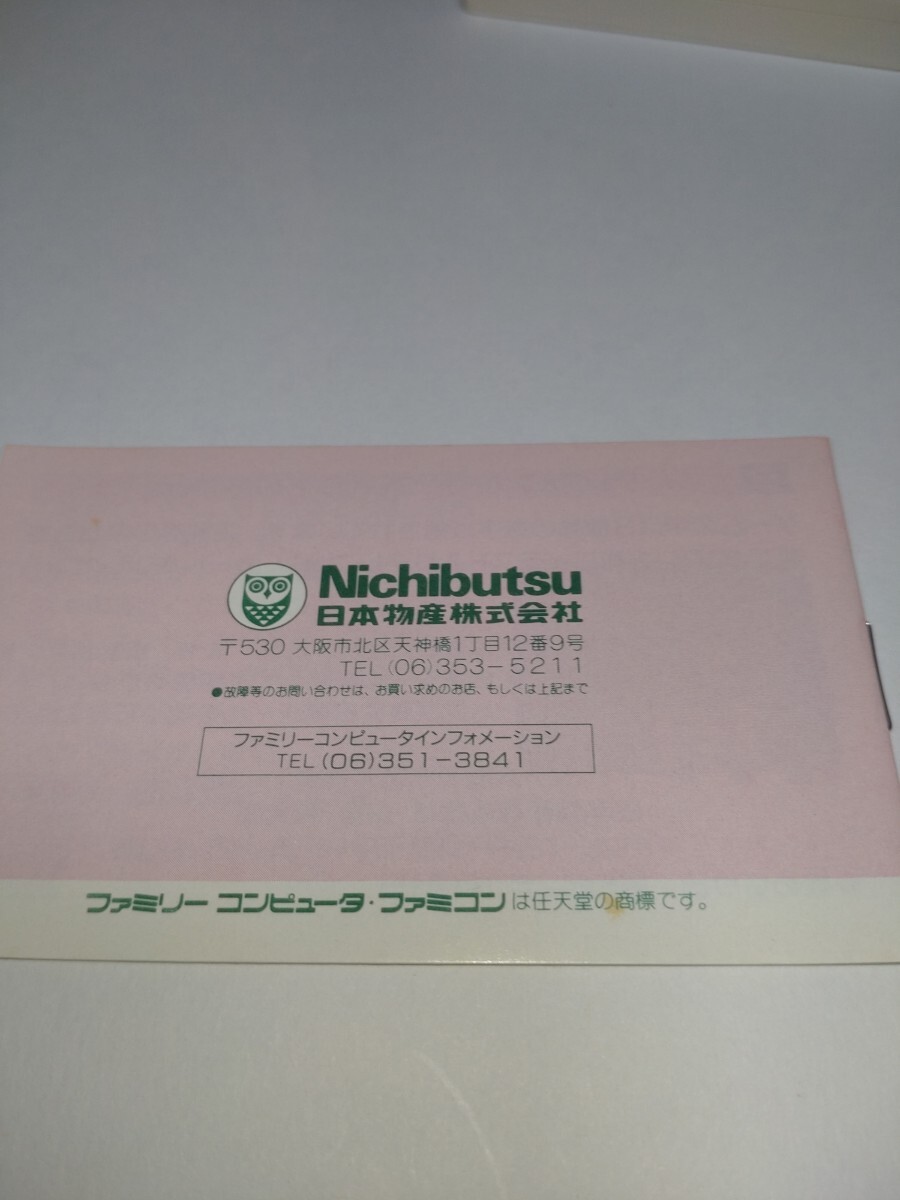 Nichibutsu
日本物産株式会社
〒530 大阪市北区天神橋1丁目12番9号
TEL(06)353-5211
●故障等のお問い合わせは、お買い求めのお店、もしくは上記まで
ファミリーコンピュータインフォメーション
TEL(06)351-3841
ファミリー コンピュータ・ファミコンは任天堂の商標です。